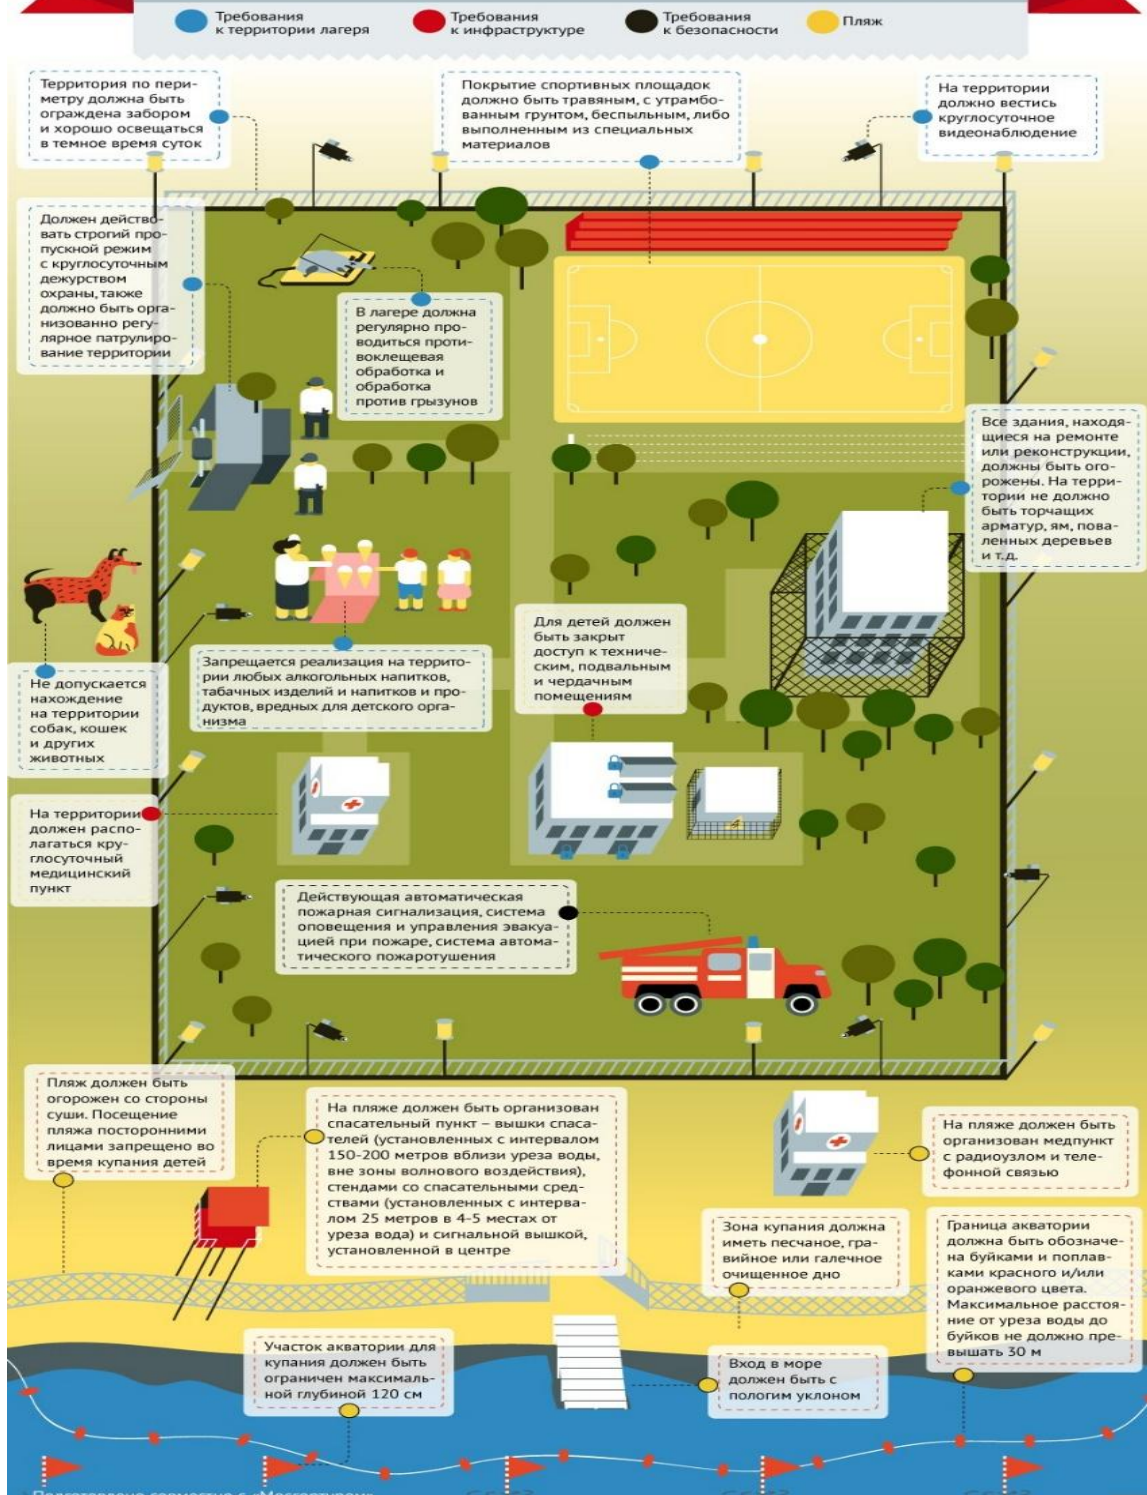 Требования
к территории лагеря
Требования
к инфраструктуре
Требования
к безопасности
Пляж
Территория по пери-
метру должна быть
ограждена забором
и хорошо освещаться
в темное время суток
Покрытие спортивных площадок
должно быть травяным, с утрамбо-
ванным грунтом, беспыльным, либо
выполненным из специальных
материалов
На территории
должно вестись
круглосуточное
видеонаблюдение
Должен действо-
вать строгий про-
пускной режим
с круглосуточным
дежурством
охраны, также
должно быть орга-
низованно регу-
лярное патрулиро-
вание территории
В лагере должна
регулярно про-
водиться проти-
воклещевая
обработка и
обработка
против грызунов
Все здания, находя-
щиеся на ремонте
или реконструкции,
должны быть ого-
рожены. На терри-
тории не должно
быть торчащих
арматур, ям, пова-
ленных деревьев
и т.д.
Для детей должен
быть закрыт
доступ к техниче-
ским, подвальным
и чердачным
помещениям
Запрещается реализация на террито-
рии любых алкогольных напитков,
табачных изделий и напитков и про-
дуктов, вредных для детского орга-
низма
Не допускается
нахождение
на территории
собак, кошек
и других
животных
На территории
должен распо-
лагаться кру-
глосуточный
медицинский
пункт
Действующая автоматическая
пожарная сигнализация, система
оповещения и управления эвакуа-
цией при пожаре, система автома-
тического пожаротушения
Пляж должен быть
огорожен со стороны
суши. Посещение
пляжа посторонними
лицами запрещено во
время купания детей
На пляже должен быть организован
спасательный пункт – вышки спаса-
телей (установленных с интервалом
150-200 метров вблизи уреза воды,
вне зоны волнового воздействия),
стендами со спасательными сред-
ствами (установленных с интерва-
лом 25 метров в 4-5 местах от
уреза вода) и сигнальной вышкой,
установленной в центре
На пляже должен быть
организован медпункт
с радиоузлом и теле-
фонной связью
Зона купания должна
иметь песчаное, гра-
вийное или галечное
очищенное дно
Граница акватории
должна быть обозначе-
на буйками и поплав-
ками красного и/или
оранжевого цвета.
Максимальное расстоя-
ние от уреза воды до
буйков не должно пре-
вышать 30 м
Участок акватории для
купания должен быть
ограничен максималь-
ной глубиной 120 см
Вход в море
должен быть с
пологим уклоном